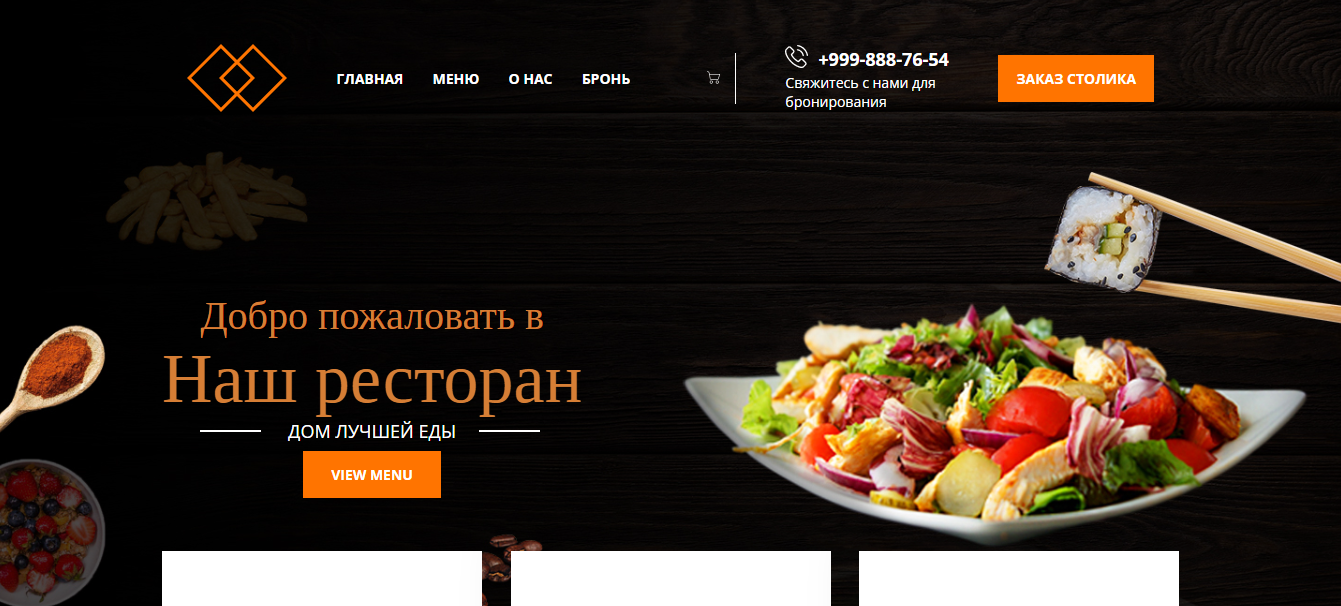 ГЛАВНАЯ МЕНЮ О НАС БРОНЬ
+999-888-76-54
Свяжитесь с нами для
бронирования
ЗАКАЗ СТОЛИКА
Добро пожаловать в
Наш ресторан
ДОМ ЛУЧШЕЙ ЕДЫ
VIEW MENU